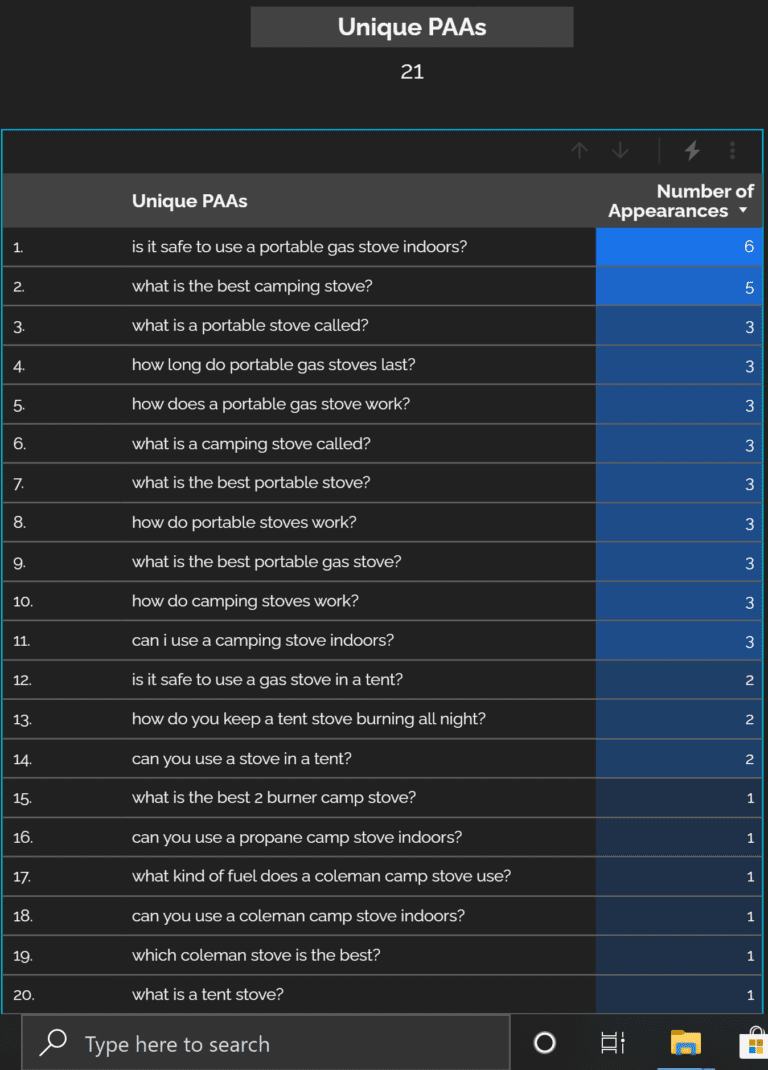 Unique PAAs
21
Unique PAAs
Number of
Appearances
1. is it safe to use a portable gas stove indoors? 6
2. what is the best camping stove? 5
3. what is a portable stove called? 3
4. how long do portable gas stoves last? 3
5. how does a portable gas stove work? 3
6. what is a camping stove called? 3
7. what is the best portable stove? 3
8. how do portable stoves work? 3
9. what is the best portable gas stove? 3
10. how do camping stoves work? 3
11. can i use a camping stove indoors? 3
12. is it safe to use a gas stove in a tent? 2
13. how do you keep a tent stove burning all night? 2
14. can you use a stove in a tent? 2
15. what is the best 2 burner camp stove? 1
16. can you use a propane camp stove indoors? 1
17. what kind of fuel does a coleman camp stove use? 1
18. can you use a coleman camp stove indoors? 1
19. which coleman stove is the best? 1
20. what is a tent stove? 1
Type here to search